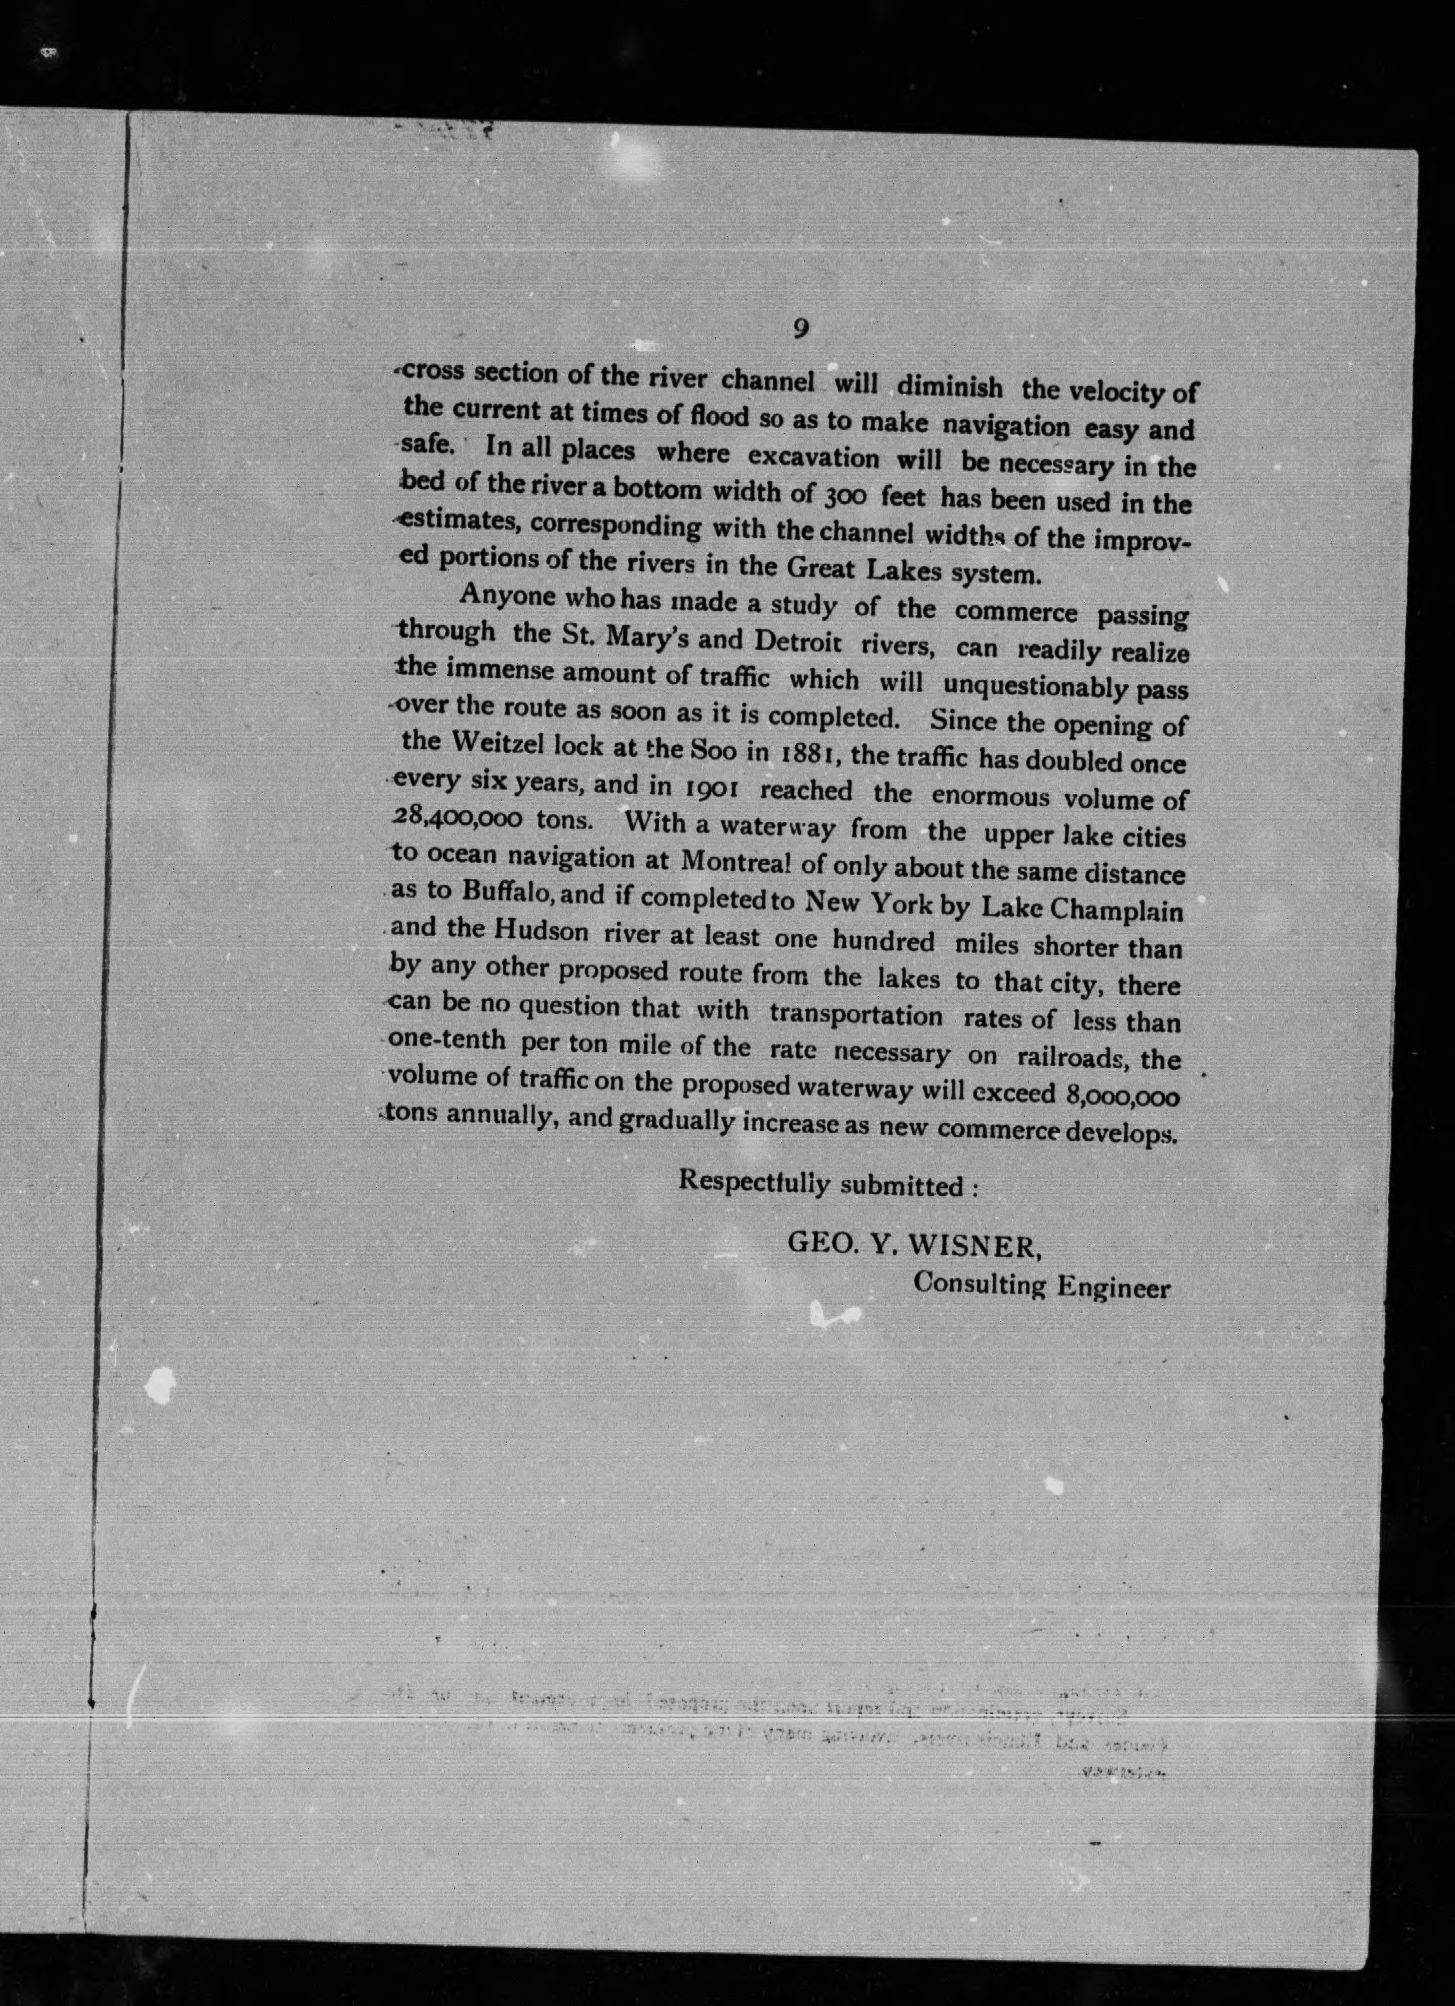 9
cross section of the river channel will diminish the velocity of
the current at times of flood so as to make navigation easy and
safe. In all places where excavation will be necessary in the
bed of the river a bottom width of 300 feet has been used in the
estimates, corresponding with the channel widths of the improv-
ed portions of the rivers in the Great Lakes system.
Anyone who has made a study of the commerce passing
through the St. Mary's and Detroit rivers, can readily realize
the immense amount of traffic which will unquestionably pass
over the route as soon as it is completed. Since the opening of
the Weitzel lock at the Soo in 1881, the traffic has doubled once
every six years, and in 1901 reached the enormous volume of
28,400,000 tons. With a waterway from the upper lake cities
to ocean navigation at Montreal of only about the same distance
as to Buffalo, and if completed to New York by Lake Champlain
and the Hudson river at least one hundred miles shorter than
by any other proposed route from the lakes to that city, there
can be no question that with transportation rates of less than
one-tenth per ton mile of the rate necessary on railroads, the
volume of traffic on the proposed waterway will exceed 8,000,000
tons annually, and gradually increase as new commerce develops.
Respectfully submitted :
GEO. Y. WISNER,
Consulting Engineer